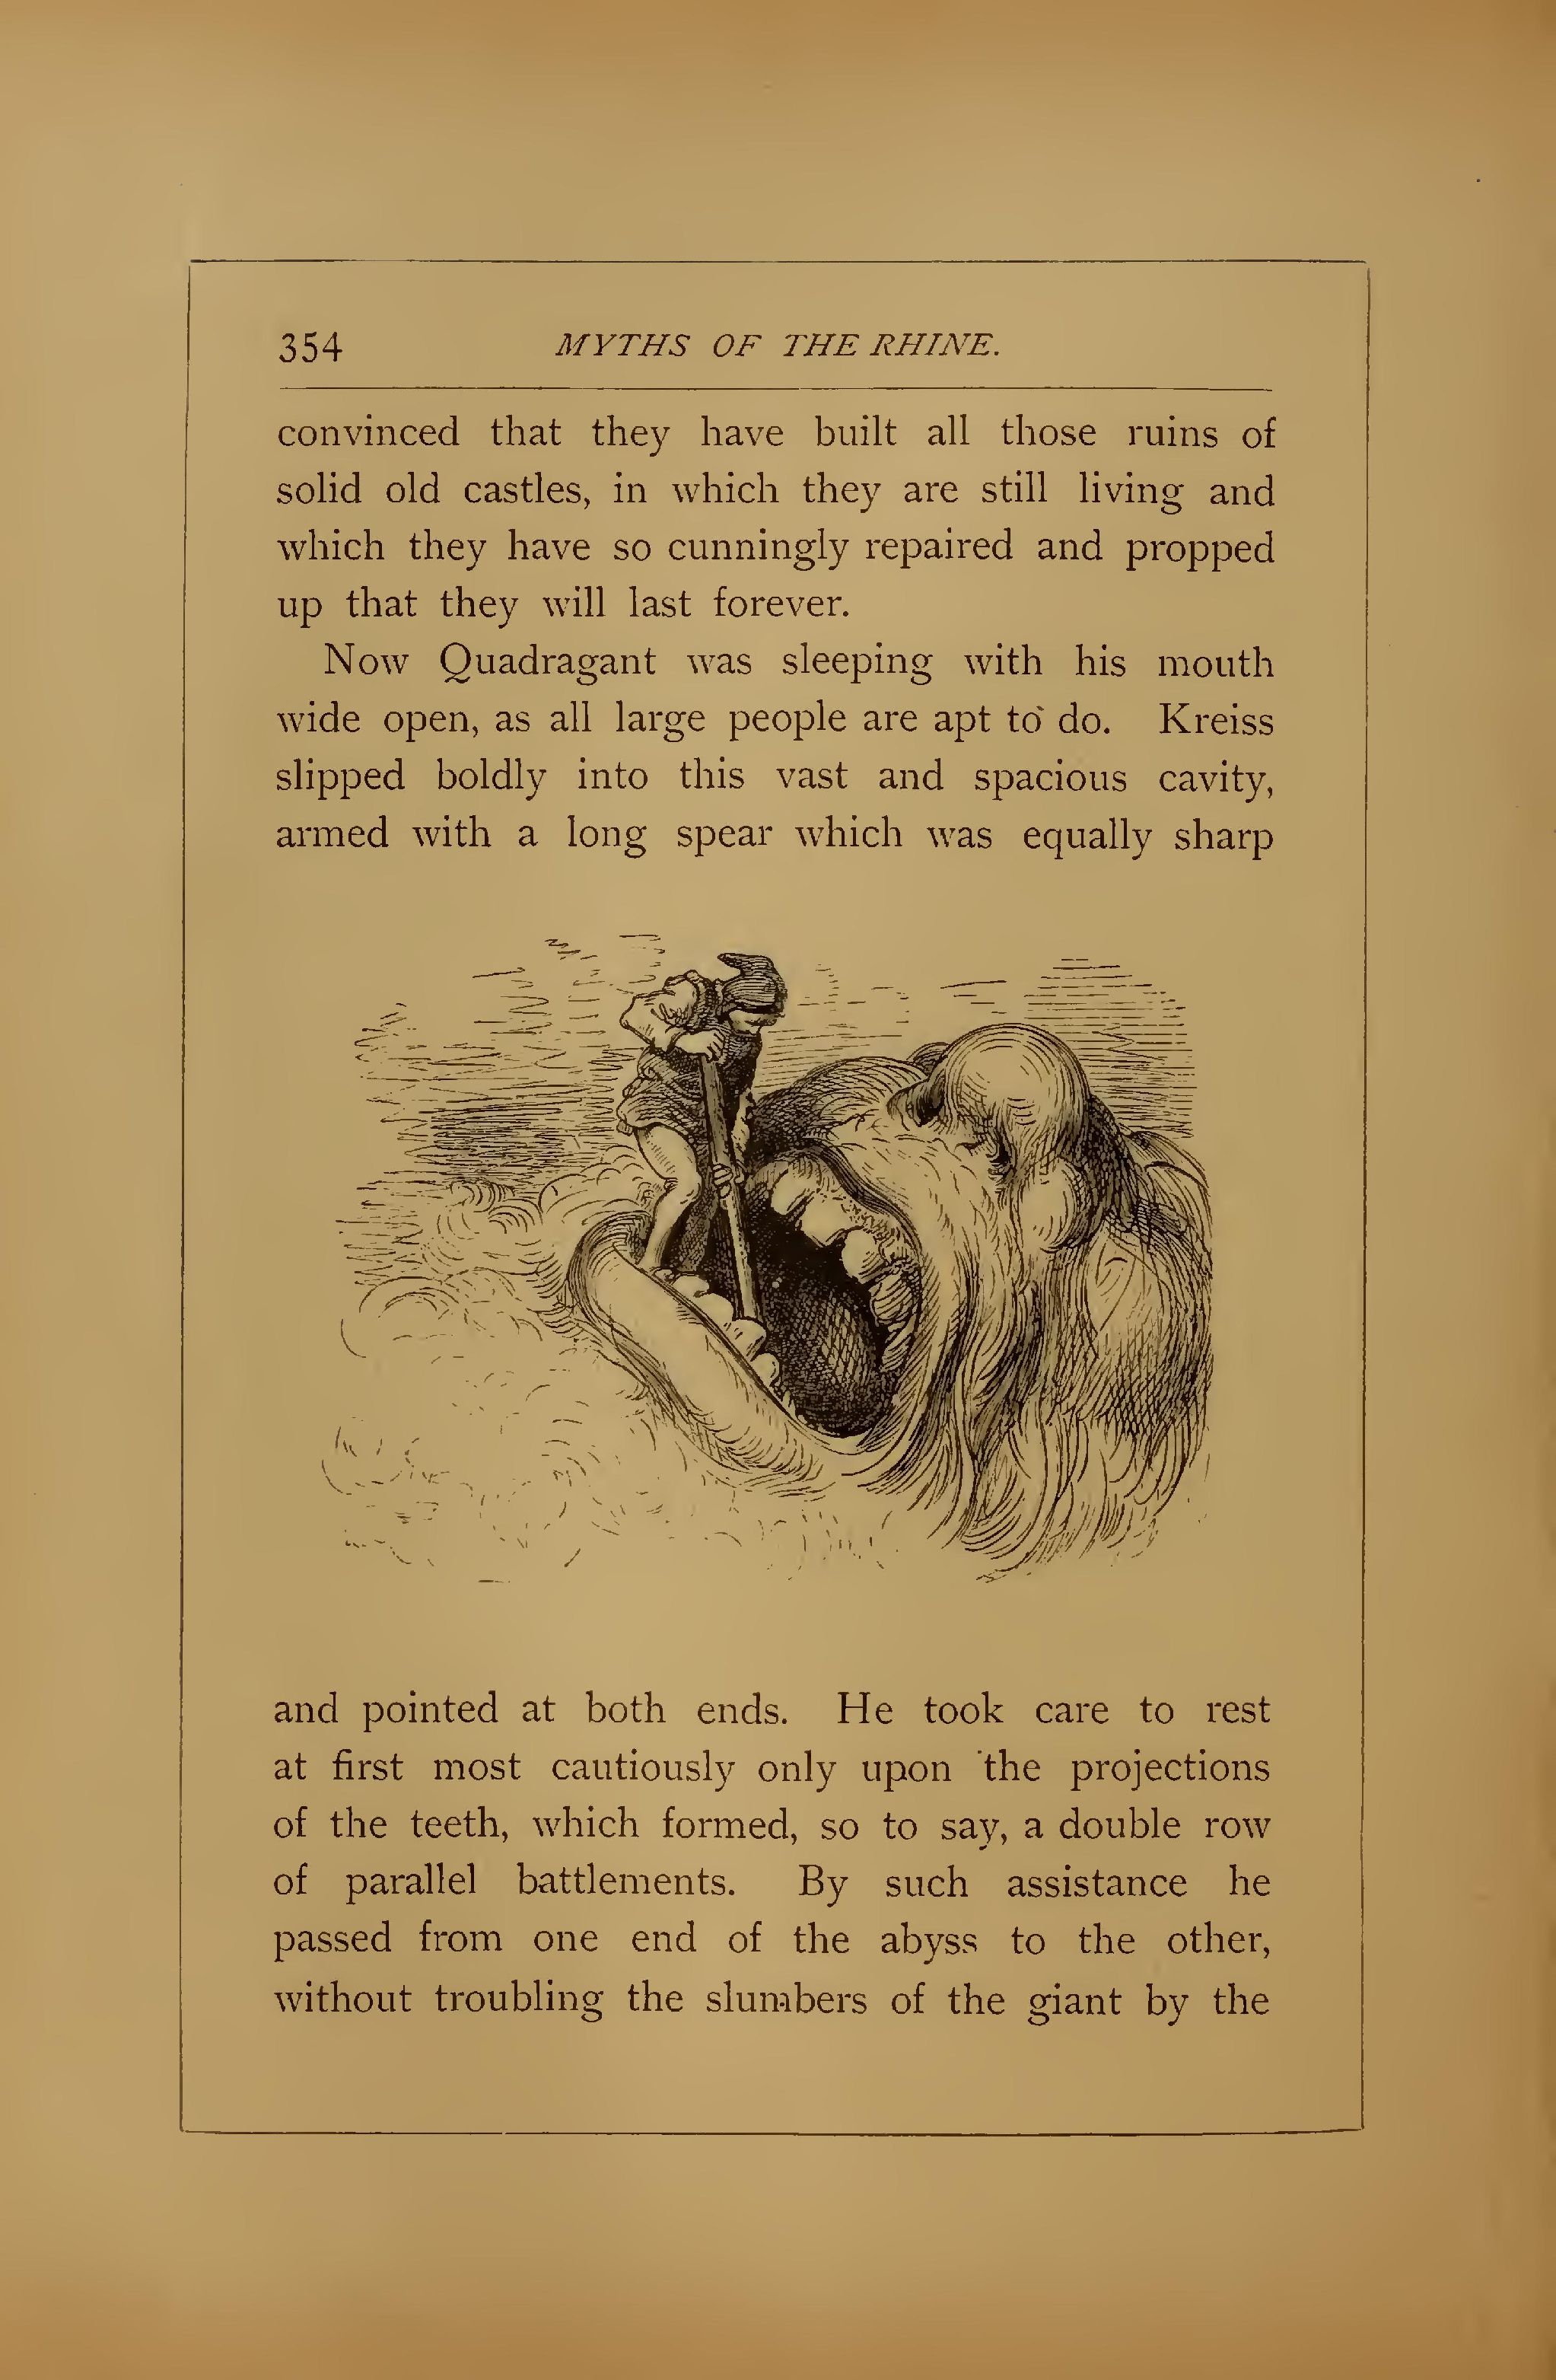 354 MYTHS OF THE RHINE.
convinced that they have built all those ruins of
solid old castles, in which they are still living and
which they have so cunningly repaired and propped
up that they will last forever.
Now Quadragant was sleeping with his mouth
wide open, as all large people are apt to do. Kreiss
slipped boldly into this vast and spacious cavity,
armed with a long spear which was equally sharp
and pointed at both ends. He took care to rest
at first most cautiously only upon the projections
of the teeth, which formed, so to say, a double row
of parallel battlements. By such assistance he
passed from one end of the abyss to the other,
without troubling the slumbers of the giant by the